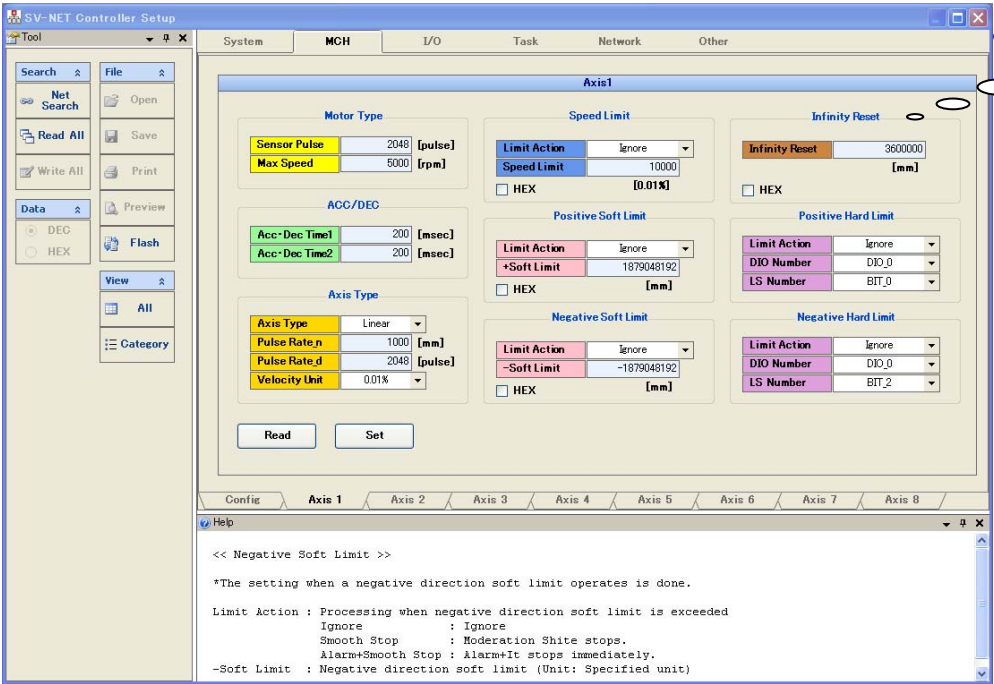 SV-NET Controller Setup
Tool
Search
Net Search
Read All
Write All
Data
DEC
HEX
File
Open
Save
Print
Preview
Flash
View
All
Category
System MCH I/O Task Network Other
Axis1
Motor Type
Sensor Pulse 2048 [pulse]
Max Speed 5000 [rpm]
ACC/DEC
Acc・Dec Time1 200 [msec]
Acc・Dec Time2 200 [msec]
Axis Type
Axis Type Linear
Pulse Rate_n 1000 [mm]
Pulse Rate_d 2048 [pulse]
Velocity Unit 0.01%
Speed Limit
Limit Action Ignore
Speed Limit 10000
HEX [0.01%]
Positive Soft Limit
Limit Action Ignore
+Soft Limit 1879048192
HEX [mm]
Negative Soft Limit
Limit Action Ignore
-Soft Limit -1879048192
HEX [mm]
Infinity Reset
Infinity Reset 3600000
[mm]
HEX
Positive Hard Limit
Limit Action Ignore
DIO Number DIO_0
LS Number BIT_0
Negative Hard Limit
Limit Action Ignore
DIO Number DIO_0
LS Number BIT_2
Read Set
Config Axis 1 Axis 2 Axis 3 Axis 4 Axis 5 Axis 6 Axis 7 Axis 8
Help
<< Negative Soft Limit >>
*The setting when a negative direction soft limit operates is done.
Limit Action : Processing when negative direction soft limit is exceeded
Ignore : Ignore
Smooth Stop : Moderation Shite stops.
Alarm+Smooth Stop : Alarm+It stops immediately.
-Soft Limit : Negative direction soft limit (Unit: Specified unit)